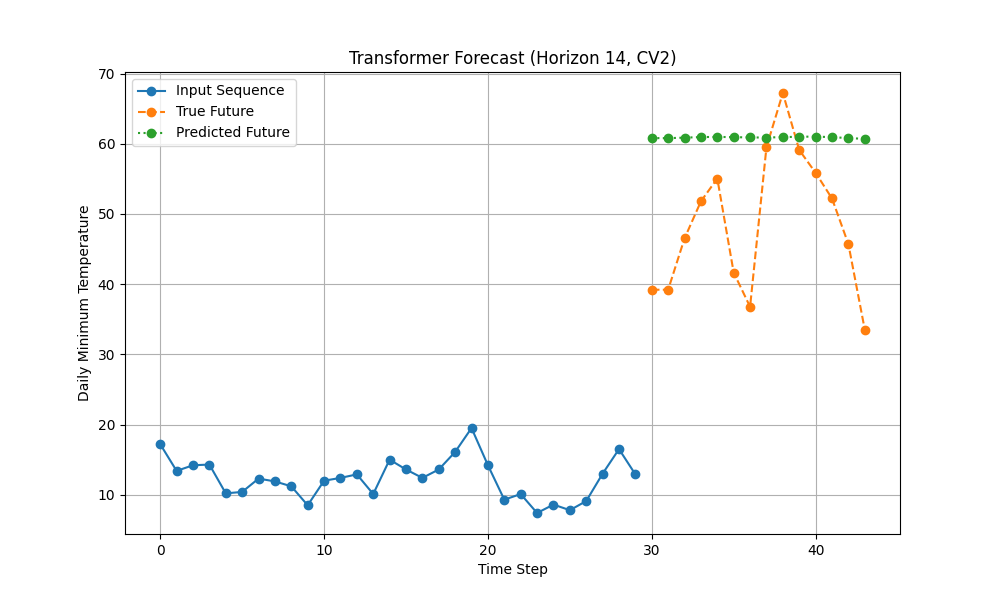 Transformer Forecast (Horizon 14, CV2)
Input Sequence
True Future
Predicted Future
Daily Minimum Temperature
70
60
50
40
30
20
10
0 10 20 30 40
Time Step